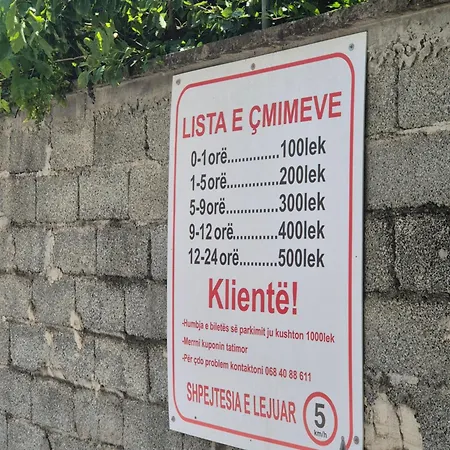 LISTA E ÇMIMEVE
0-1 orë..............100lek
1-5 orë..............200lek
5-9 orë..............300lek
9-12 orë............400lek
12-24 orë..........500lek
Klientë!
-Humbja e biletës së parkimit ju kushton 1000lek
-Merrni kuponin tatimor
-Për çdo problem kontaktoni 068 40 88 611
SHPEJTESIA E LEJUAR
5
km/h